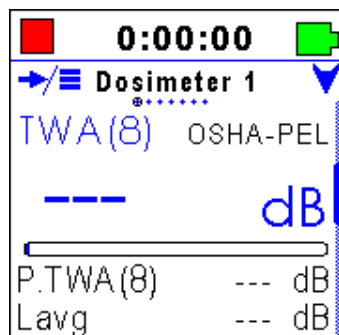 0:00:00
Dosimeter 1
TWA(8) OSHA-PEL
--- dB
P.TWA(8) --- dB
Lavg --- dB